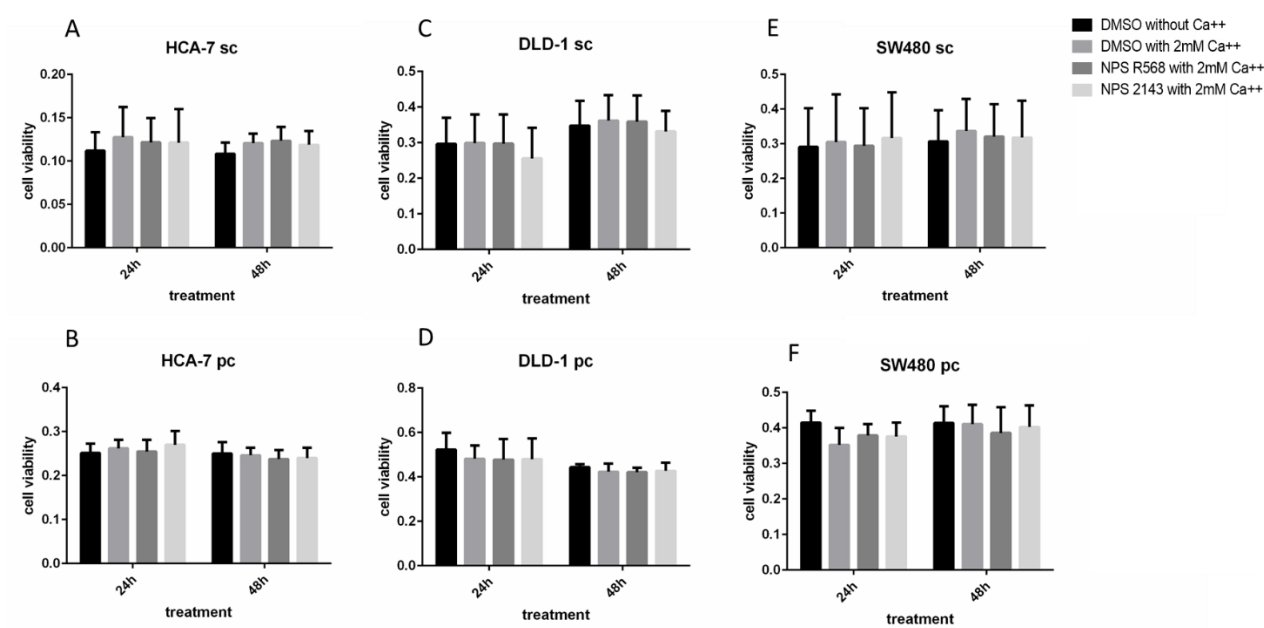 A
HCA-7 sc
cell viability
0.20
0.15
0.10
0.05
0.00
24h
48h
treatment
C
DLD-1 sc
cell viability
0.5
0.4
0.3
0.2
0.1
0.0
24h
48h
treatment
E
SW480 sc
cell viability
0.5
0.4
0.3
0.2
0.1
0.0
24h
48h
treatment
DMSO without Ca++
DMSO with 2mM Ca++
NPS R568 with 2mM Ca++
NPS 2143 with 2mM Ca++
B
HCA-7 pc
cell viability
0.4
0.3
0.2
0.1
0.0
24h
48h
treatment
D
DLD-1 pc
cell viability
0.8
0.6
0.4
0.2
0.0
24h
48h
treatment
F
SW480 pc
cell viability
0.5
0.4
0.3
0.2
0.1
0.0
24h
48h
treatment